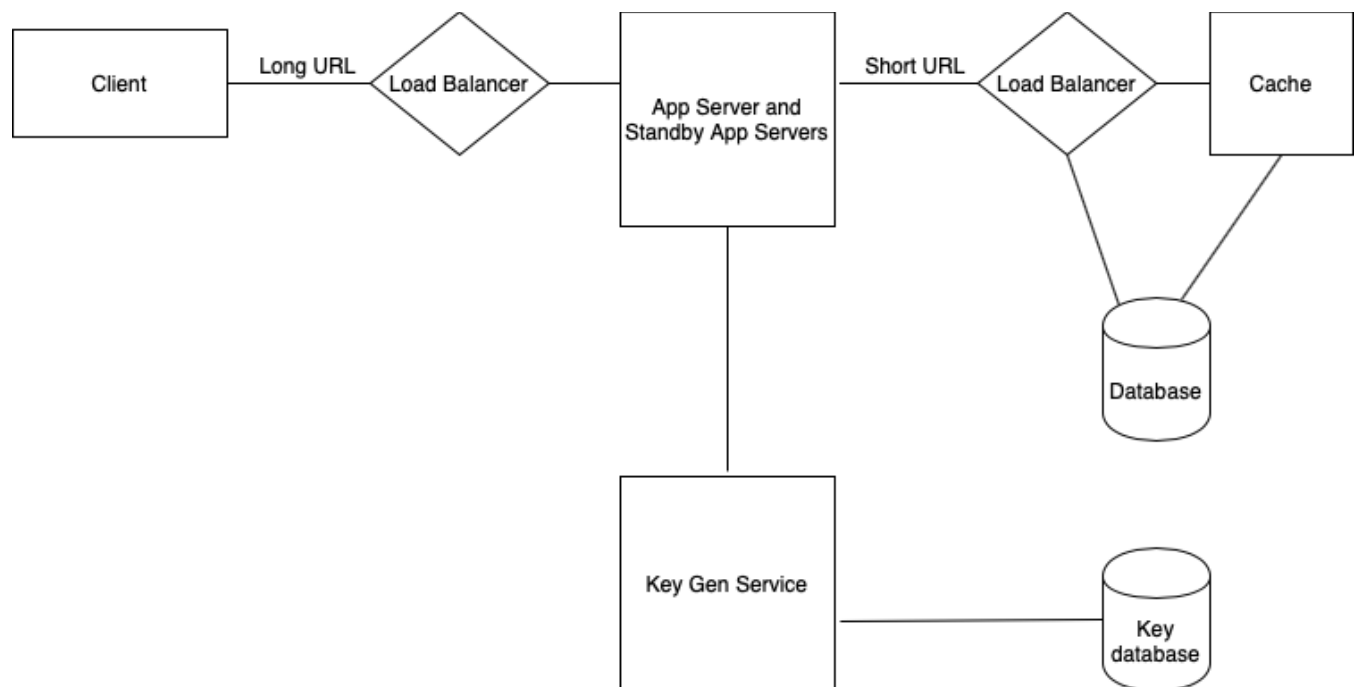 Client
Long URL
Load Balancer
App Server and
Standby App Servers
Short URL
Load Balancer
Cache
Database
Key Gen Service
Key
database